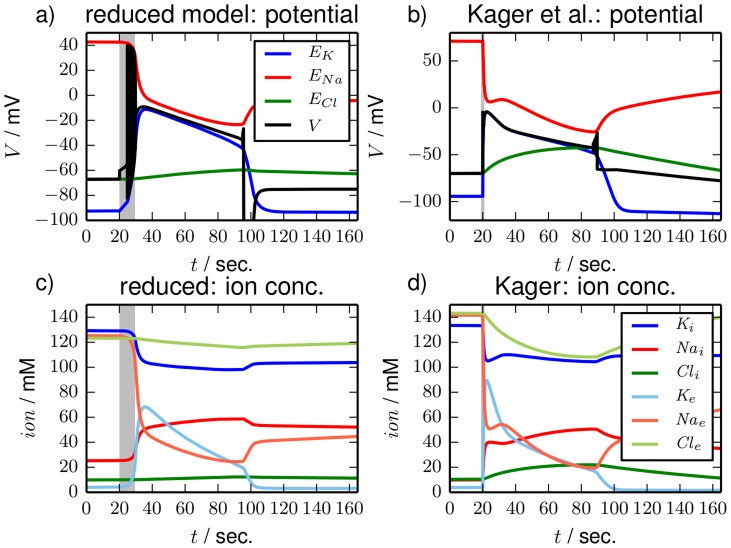 a) reduced model: potential
40
20
0
−20
−40
−60
−80
−100
V / mV
E_K
E_Na
E_Cl
V
0 20 40 60 80 100 120 140 160
t / sec.
b) Kager et al.: potential
50
0
−50
−100
V / mV
0 20 40 60 80 100 120 140 160
t / sec.
c) reduced: ion conc.
140
120
100
80
60
40
20
0
ion / mM
0 20 40 60 80 100 120 140 160
t / sec.
d) Kager: ion conc.
140
120
100
80
60
40
20
0
ion / mM
K_i
Na_i
Cl_i
K_e
Na_e
Cl_e
0 20 40 60 80 100 120 140 160
t / sec.